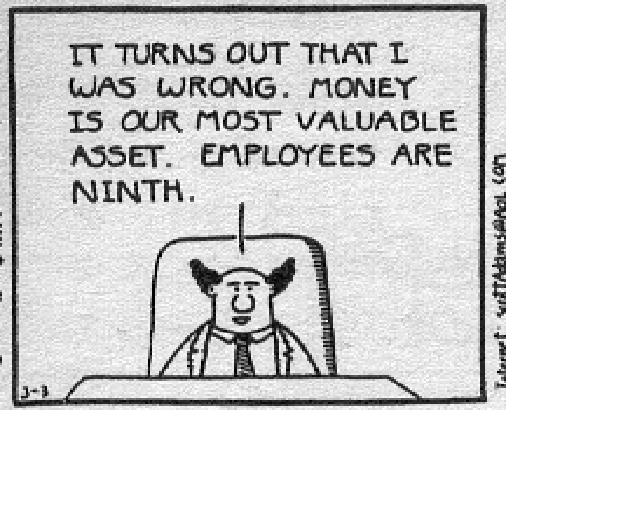 IT TURNS OUT THAT I
WAS WRONG. MONEY
IS OUR MOST VALUABLE
ASSET. EMPLOYEES ARE
NINTH.
3-3